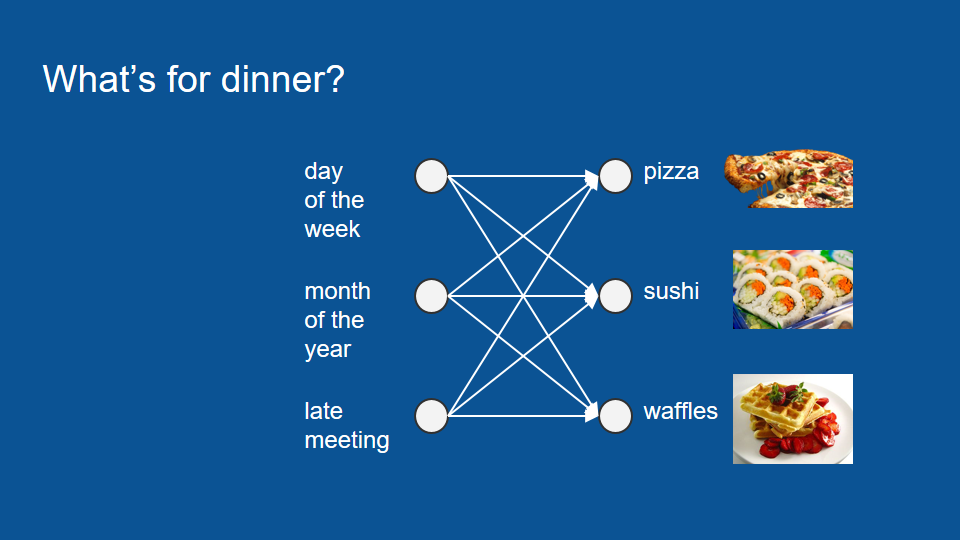 What’s for dinner?
day
of the
week
pizza
month
of the
year
sushi
late
meeting
waffles